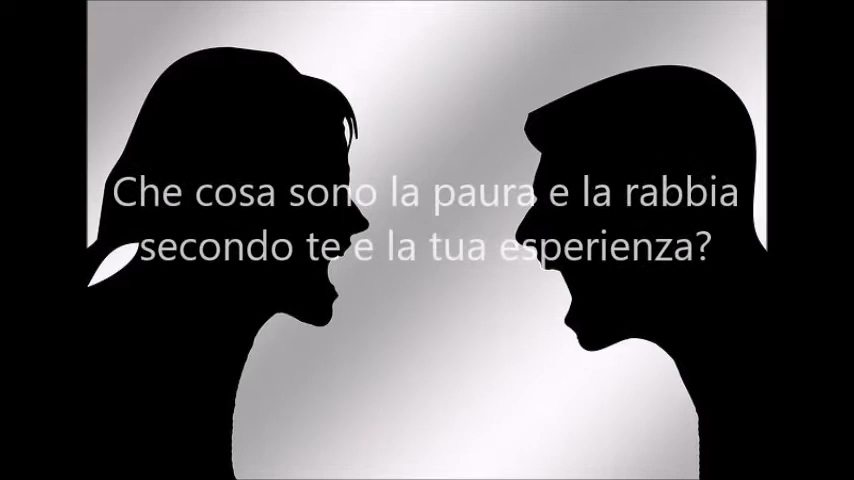 Che cosa sono la paura e la rabbia
secondo te e la tua esperienza?